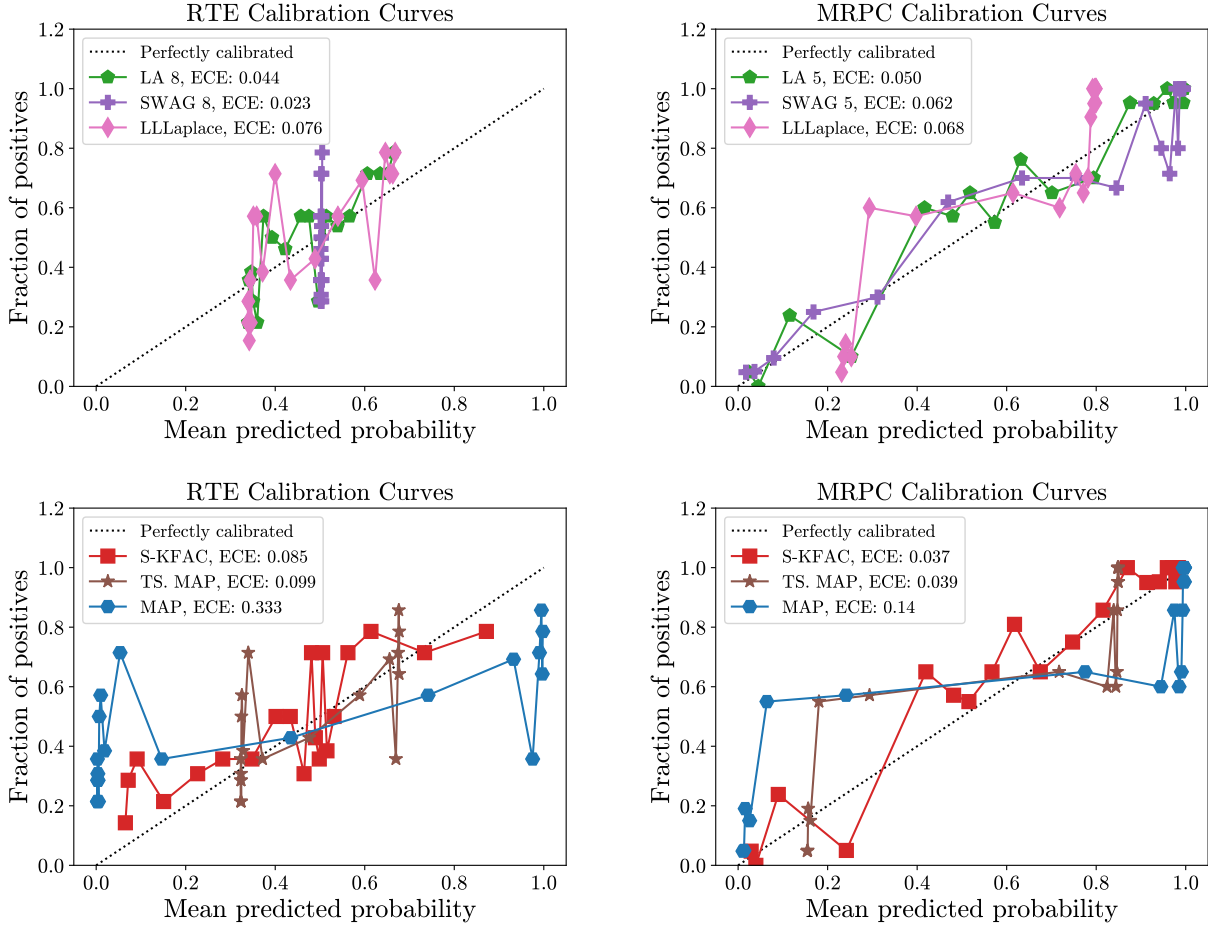 RTE Calibration Curves
1.2
1.0
0.8
0.6
0.4
0.2
0.0
Fraction of positives
Perfectly calibrated
LA 8, ECE: 0.044
SWAG 8, ECE: 0.023
LLLaplace, ECE: 0.076
0.0 0.2 0.4 0.6 0.8 1.0
Mean predicted probability
MRPC Calibration Curves
1.2
1.0
0.8
0.6
0.4
0.2
0.0
Fraction of positives
Perfectly calibrated
LA 5, ECE: 0.050
SWAG 5, ECE: 0.062
LLLaplace, ECE: 0.068
0.0 0.2 0.4 0.6 0.8 1.0
Mean predicted probability
RTE Calibration Curves
1.2
1.0
0.8
0.6
0.4
0.2
0.0
Fraction of positives
Perfectly calibrated
S-KFAC, ECE: 0.085
TS. MAP, ECE: 0.099
MAP, ECE: 0.333
0.0 0.2 0.4 0.6 0.8 1.0
Mean predicted probability
MRPC Calibration Curves
1.2
1.0
0.8
0.6
0.4
0.2
0.0
Fraction of positives
Perfectly calibrated
S-KFAC, ECE: 0.037
TS. MAP, ECE: 0.039
MAP, ECE: 0.14
0.0 0.2 0.4 0.6 0.8 1.0
Mean predicted probability